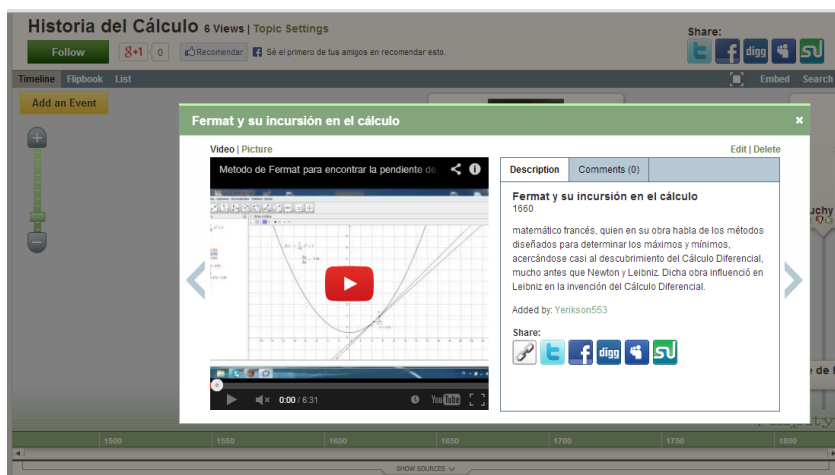 Historia del Cálculo 6 Views | Topic Settings
Share:
Follow
g+1 0
Recomendar
Sé el primero de tus amigos en recomendar esto.
digg
Timeline Flipbook List
Embed Search
Add an Event
Fermat y su incursión en el cálculo
Video | Picture
Edit | Delete
Metodo de Fermat para encontrar la pendiente de
Description Comments (0)
Fermat y su incursión en el cálculo
1660
matemático francés, quien en su obra habla de los métodos
diseñados para determinar los máximos y mínimos,
acercándose casi al descubrimiento del Cálculo Diferencial,
mucho antes que Newton y Leibniz. Dicha obra influenció en
Leibniz en la invención del Cálculo Diferencial.
Added by: Yerikson553
Share:
digg
0:00 / 6:31
YouTube
uchy
de l
1500 1550 1600 1650 1700 1750 1800
SHOW SOURCES